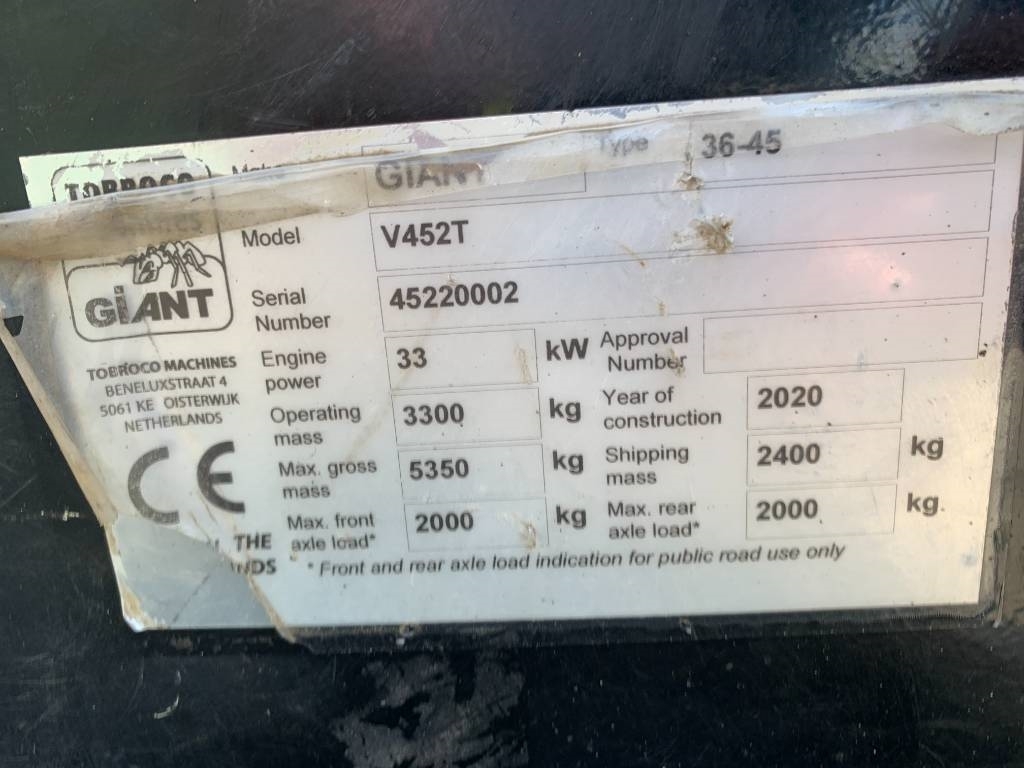 TOBROCO
GIANT
Type 36-45
Model V452T
GiANT
Serial
Number
45220002
TOBROCO MACHINES
BENELUXSTRAAT 4
5061 KE OISTERWIJK
NETHERLANDS
CE
Engine
power
33 kW
Approval
Number
Operating
mass
3300 kg
Year of
construction
2020
Max. gross
mass
5350 kg
Shipping
mass
2400 kg
Max. front
axle load*
2000 kg
Max. rear
axle load*
2000 kg
THE
* Front and rear axle load indication for public road use only